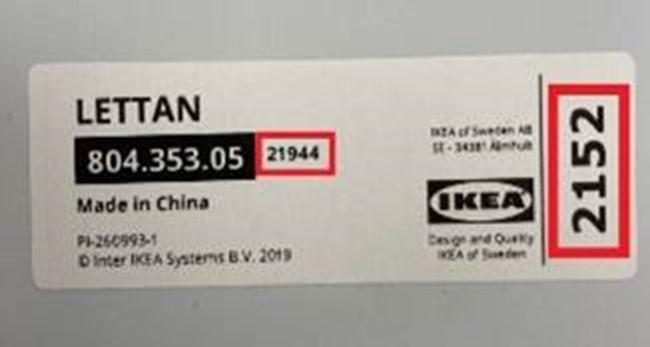 LETTAN
804.353.05 21944
Made in China
PI-260993-1
© Inter IKEA Systems B.V. 2019
IKEA of Sweden AB
SE - 34381 Älmhult
IKEA
Design and Quality
IKEA of Sweden
2152